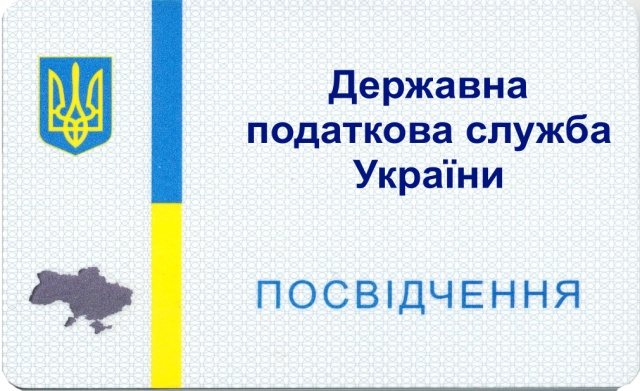 Державна
податкова служба
України
ПОСВІДЧЕННЯ